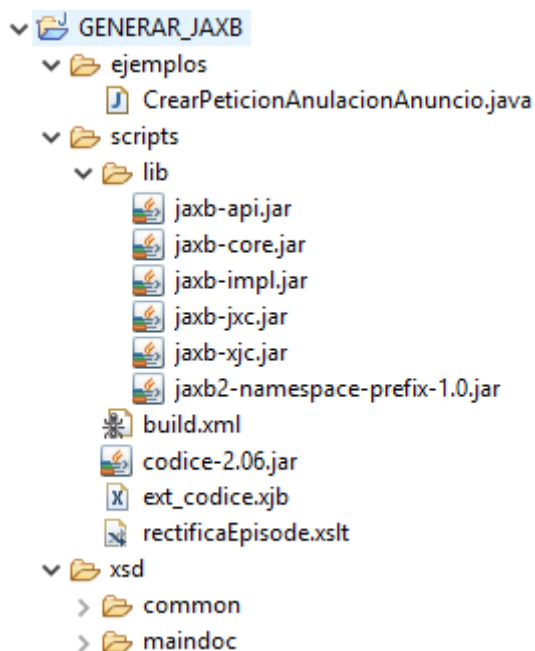 GENERAR_JAXB
ejemplos
CrearPeticionAnulacionAnuncio.java
scripts
lib
jaxb-api.jar
jaxb-core.jar
jaxb-impl.jar
jaxb-jxc.jar
jaxb-xjc.jar
jaxb2-namespace-prefix-1.0.jar
build.xml
codice-2.06.jar
ext_codice.xjb
rectificaEpisode.xslt
xsd
common
maindoc